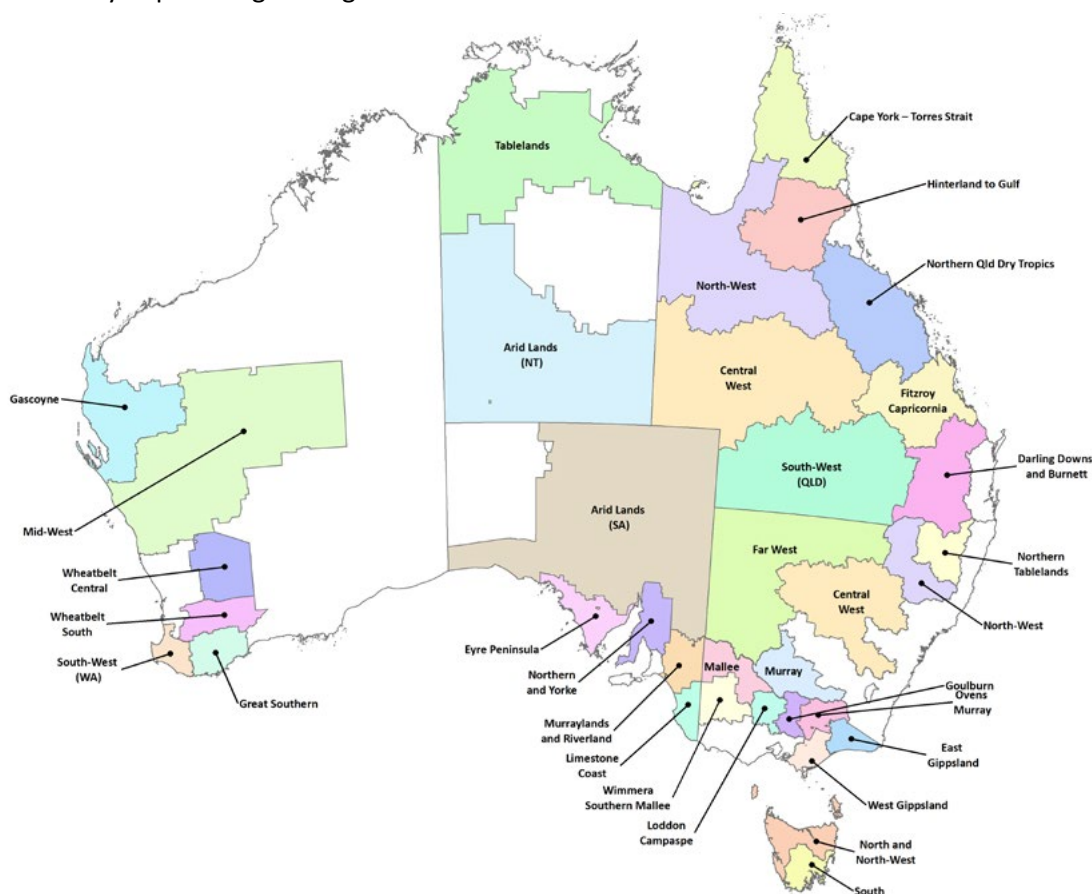 Cape York – Torres Strait
Tablelands
Hinterland to Gulf
Northern Qld Dry Tropics
North-West
Arid Lands
(NT)
Central
West
Fitzroy
Capricornia
Gascoyne
Darling Downs
and Burnett
South-West
(QLD)
Mid-West
Arid Lands
(SA)
Far West
Northern
Tablelands
Wheatbelt
Central
Central
West
Wheatbelt
South
North-West
Eyre Peninsula
South-West
(WA)
Mallee
Murray
Northern
and Yorke
Goulburn
Ovens
Murray
Great Southern
Murraylands
and Riverland
East
Gippsland
Limestone
Coast
Wimmera
Southern Mallee
West Gippsland
Loddon
Campaspe
North and
North-West
South